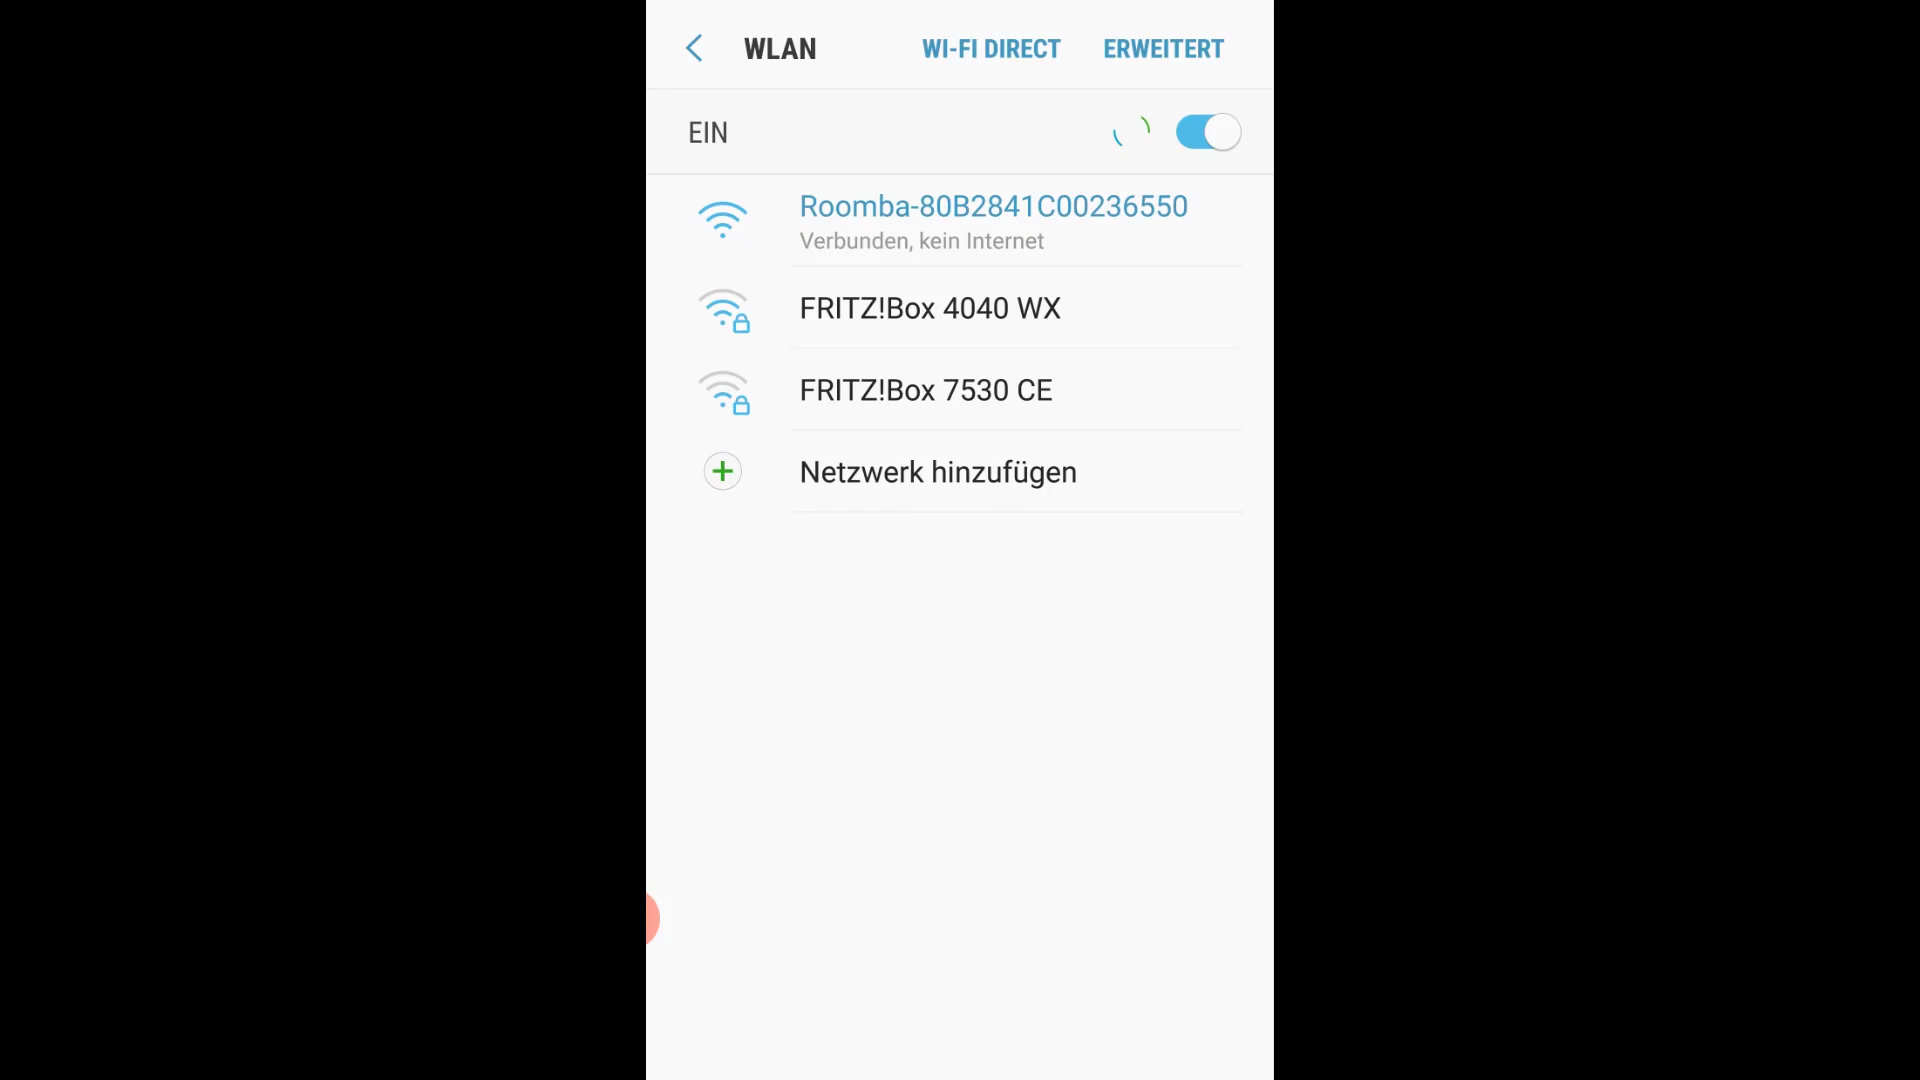 WLAN WI-FI DIRECT ERWEITERT
EIN
Roomba-80B2841C00236550
Verbunden, kein Internet
FRITZ!Box 4040 WX
FRITZ!Box 7530 CE
Netzwerk hinzufügen